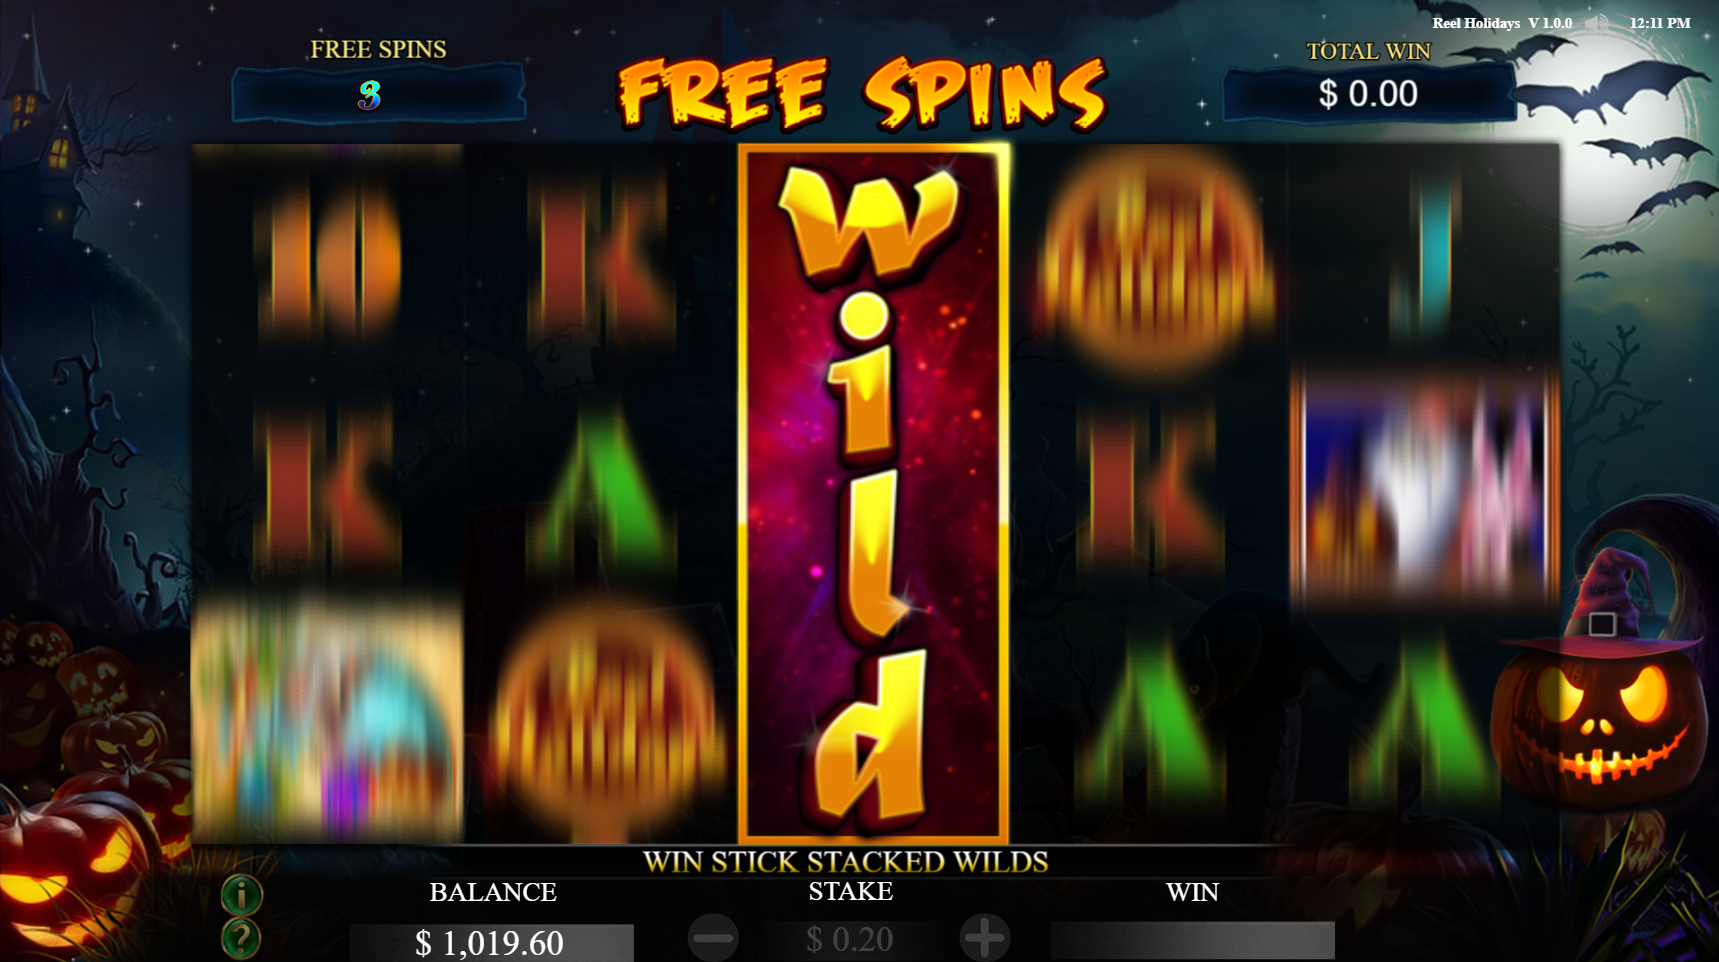 Reel Holidays V 1.0.0 12:11 PM
FREE SPINS
3
FREE SPINS
TOTAL WIN
$ 0.00
10
K
wild
J
K
A
K
A
A
WIN STICK STACKED WILDS
i
BALANCE
STAKE
WIN
?
$ 1,019.60
$ 0.20